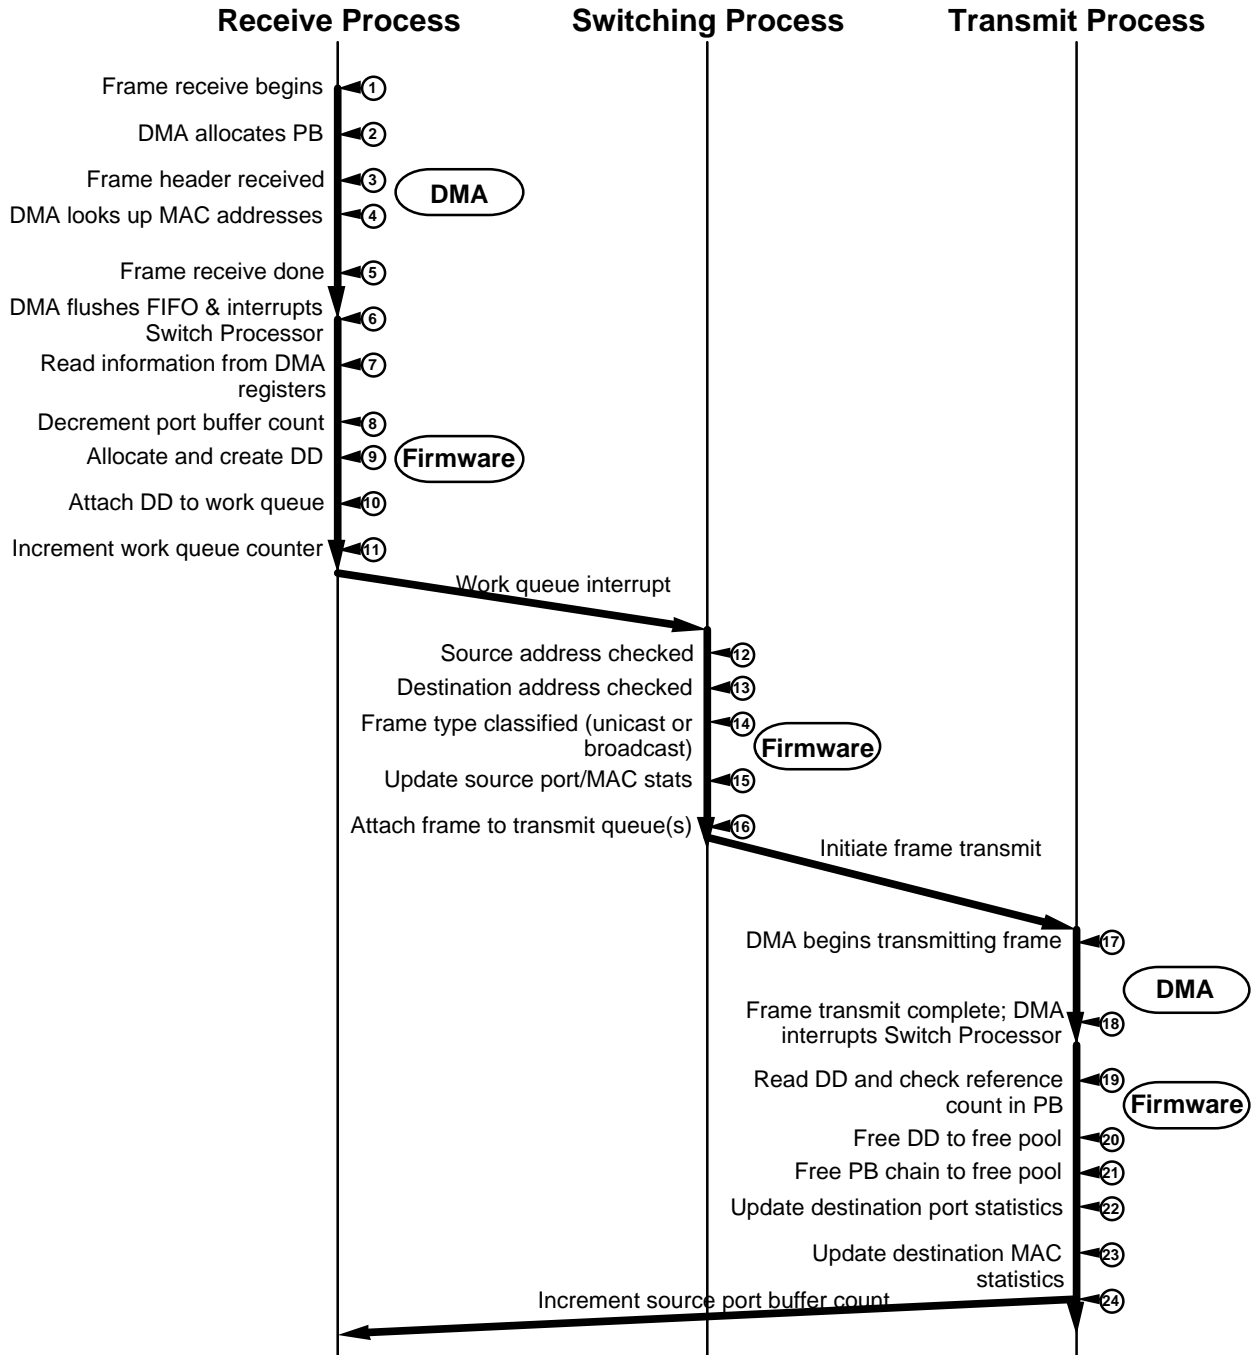 Receive Process
Switching Process
Transmit Process
Frame receive begins
1
DMA allocates PB
2
Frame header received
3
DMA
DMA looks up MAC addresses
4
Frame receive done
5
DMA flushes FIFO & interrupts
Switch Processor
6
Read information from DMA
registers
7
Decrement port buffer count
8
Allocate and create DD
9
Firmware
Attach DD to work queue
10
Increment work queue counter
11
Work queue interrupt
Source address checked
12
Destination address checked
13
Frame type classified (unicast or
broadcast)
14
Firmware
Update source port/MAC stats
15
Attach frame to transmit queue(s)
16
Initiate frame transmit
DMA begins transmitting frame
17
DMA
Frame transmit complete; DMA
interrupts Switch Processor
18
Read DD and check reference
count in PB
19
Firmware
Free DD to free pool
20
Free PB chain to free pool
21
Update destination port statistics
22
Update destination MAC
statistics
23
Increment source port buffer count
24